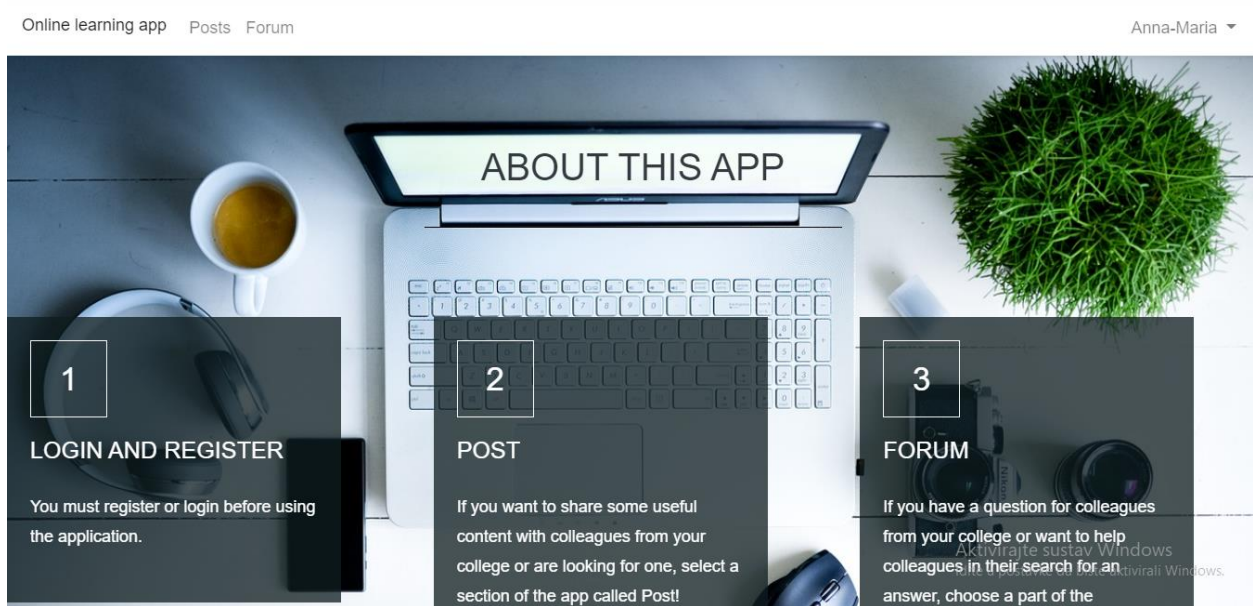 Online learning app Posts Forum Anna-Maria
ABOUT THIS APP
ASUS
1
LOGIN AND REGISTER
You must register or login before using
the application.
2
POST
If you want to share some useful
content with colleagues from your
college or are looking for one, select a
section of the app called Post!
3
FORUM
If you have a question for colleagues
from your college or want to help
colleagues in their search for an
answer, choose a part of the
Nikon
Aktivirajte sustav Windows
aktivirali Windows.